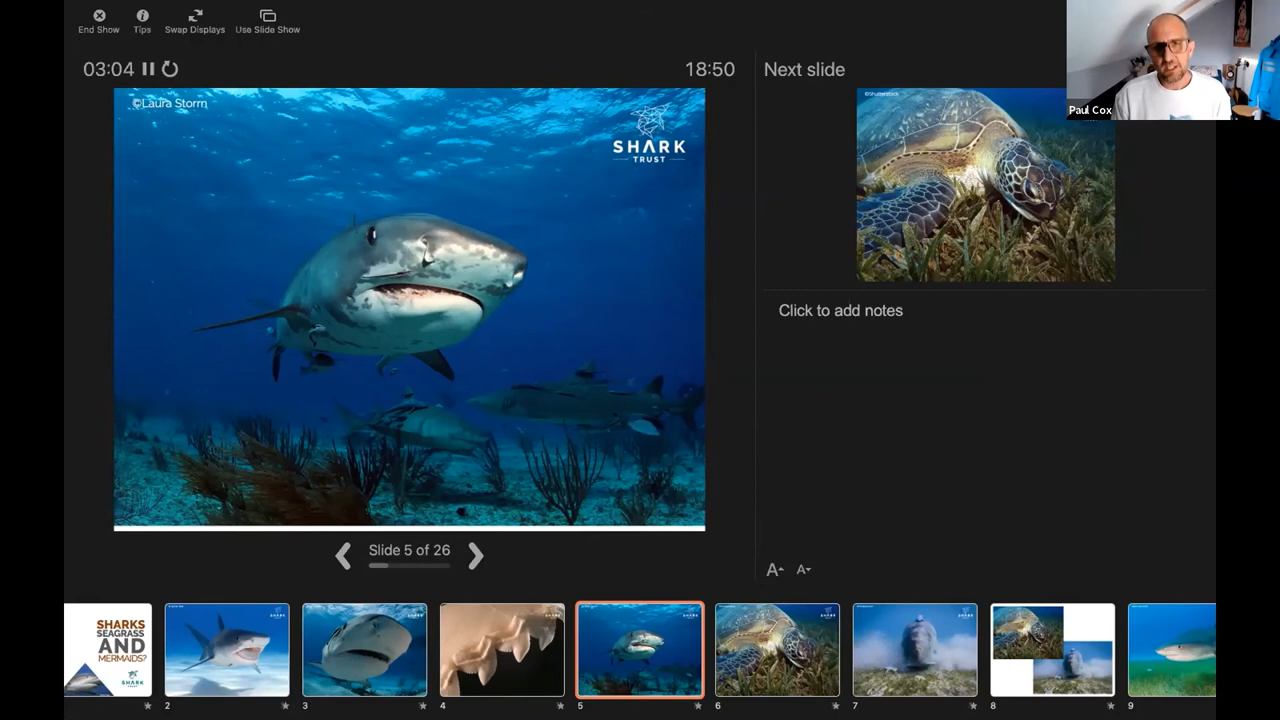 End Show
Tips
Swap Displays
Use Slide Show
03:04
18:50
Next slide
Paul Cox
©Laura Storm
SHARK
TRUST
©Shutterstock
Click to add notes
Slide 5 of 26
A
A
SHARKS
SEAGRASS
AND
MERMAIDS?
2
3
4
5
6
7
8
9